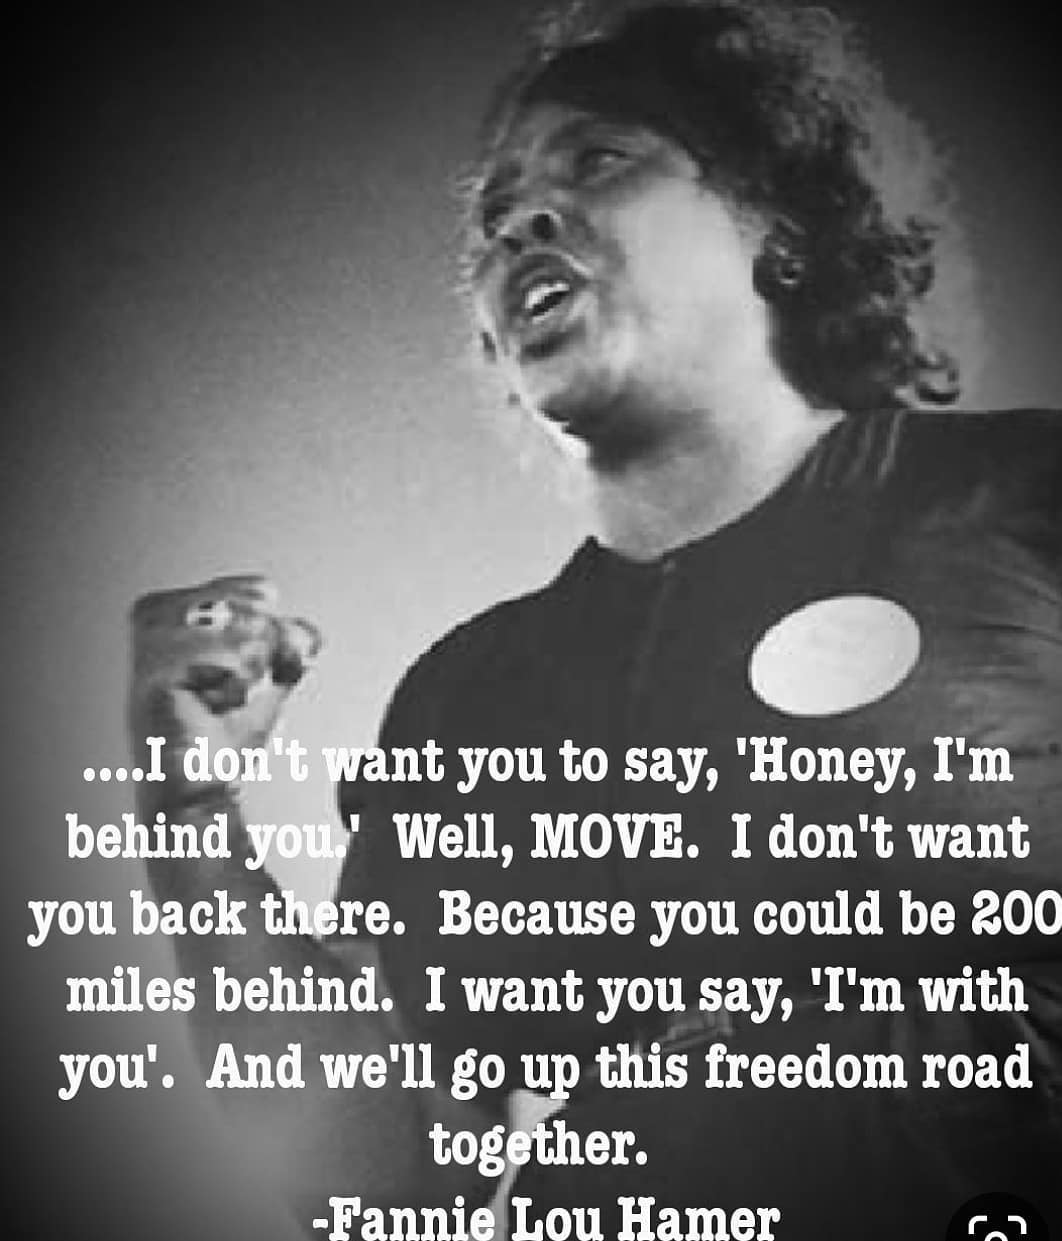 ....I don't want you to say, 'Honey, I'm
behind you.'  Well, MOVE.  I don't want
you back there.  Because you could be 200
miles behind.  I want you say, 'I'm with
you'.  And we'll go up this freedom road
together.
-Fannie Lou Hamer